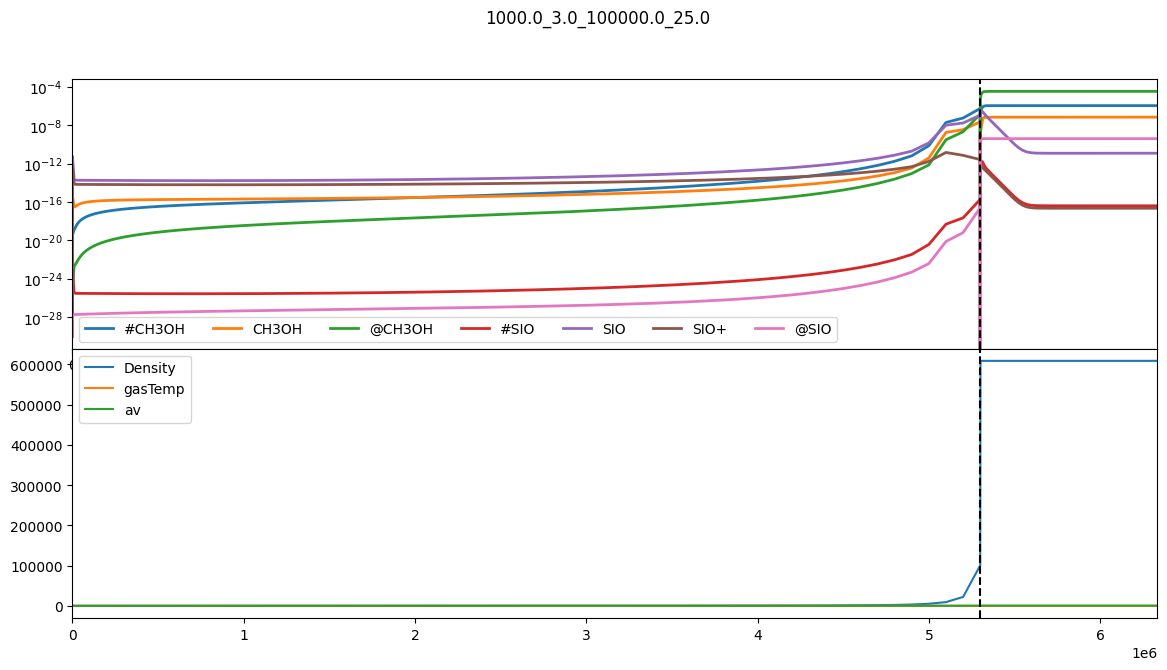 1000.0_3.0_100000.0_25.0
10⁻⁴
10⁻⁸
10⁻¹²
10⁻¹⁶
10⁻²⁰
10⁻²⁴
10⁻²⁸
#CH3OH CH3OH @CH3OH #SIO SIO SIO+ @SIO
600000
500000
400000
300000
200000
100000
0
Density
gasTemp
av
0 1 2 3 4 5 6
1e6